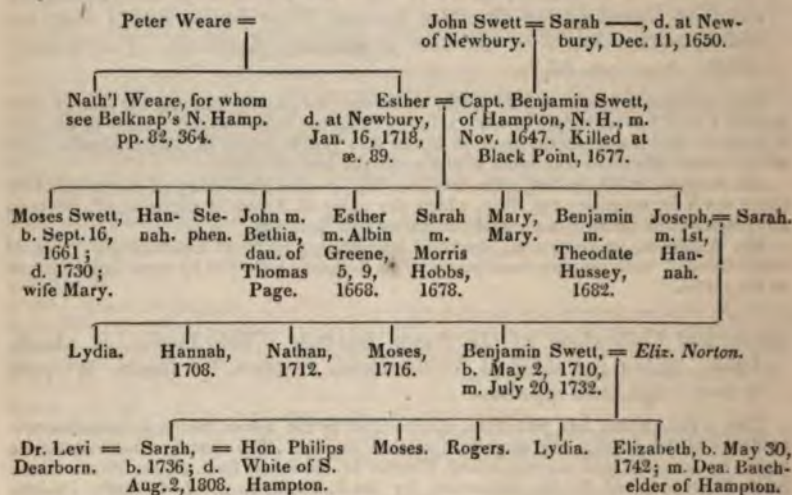 Peter Weare =
John Swett = Sarah ——, d. at New-
of Newbury. bury, Dec. 11, 1650.
Nath'l Weare, for whom
see Belknap's N. Hamp.
pp. 82, 364.
Esther =
d. at Newbury,
Jan. 16, 1718,
æ. 89.
Capt. Benjamin Swett,
of Hampton, N. H., m.
Nov. 1647. Killed at
Black Point, 1677.
Moses Swett,
b. Sept. 16,
1661;
d. 1730;
wife Mary.
Han-
nah.
Ste-
phen.
John m.
Bethia,
dau. of
Thomas
Page.
Esther
m. Albin
Greene,
5, 9,
1668.
Sarah
m.
Morris
Hobbs,
1678.
Mary,
Mary.
Benjamin
m.
Theodate
Hussey,
1682.
Joseph, = Sarah.
m. 1st,
Han-
nah.
Lydia.
Hannah,
1708.
Nathan,
1712.
Moses,
1716.
Benjamin Swett, = Eliz. Norton.
b. May 2, 1710,
m. July 20, 1732.
Dr. Levi =
Dearborn.
Sarah, =
b. 1736; d.
Aug. 2, 1808.
Hon Philips
White of S.
Hampton.
Moses.
Rogers.
Lydia.
Elizabeth, b. May 30,
1742; m. Dea. Batch-
elder of Hampton.